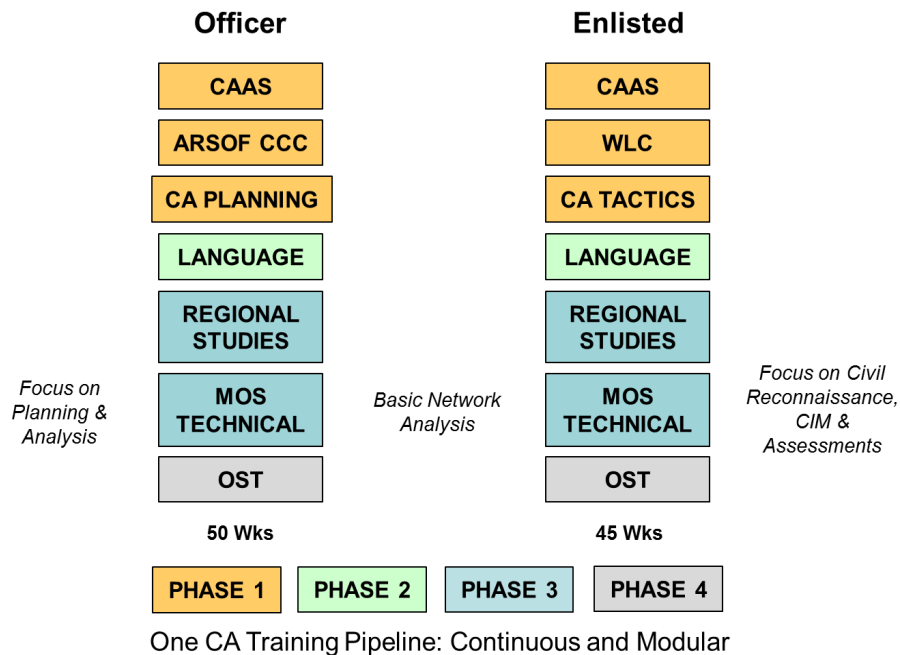 Officer
Enlisted
CAAS
CAAS
ARSOF CCC
WLC
CA PLANNING
CA TACTICS
LANGUAGE
LANGUAGE
REGIONAL
STUDIES
REGIONAL
STUDIES
Focus on
Planning &
Analysis
MOS
TECHNICAL
Basic Network
Analysis
MOS
TECHNICAL
Focus on Civil
Reconnaissance,
CIM &
Assessments
OST
OST
50 Wks
45 Wks
PHASE 1
PHASE 2
PHASE 3
PHASE 4
One CA Training Pipeline: Continuous and Modular